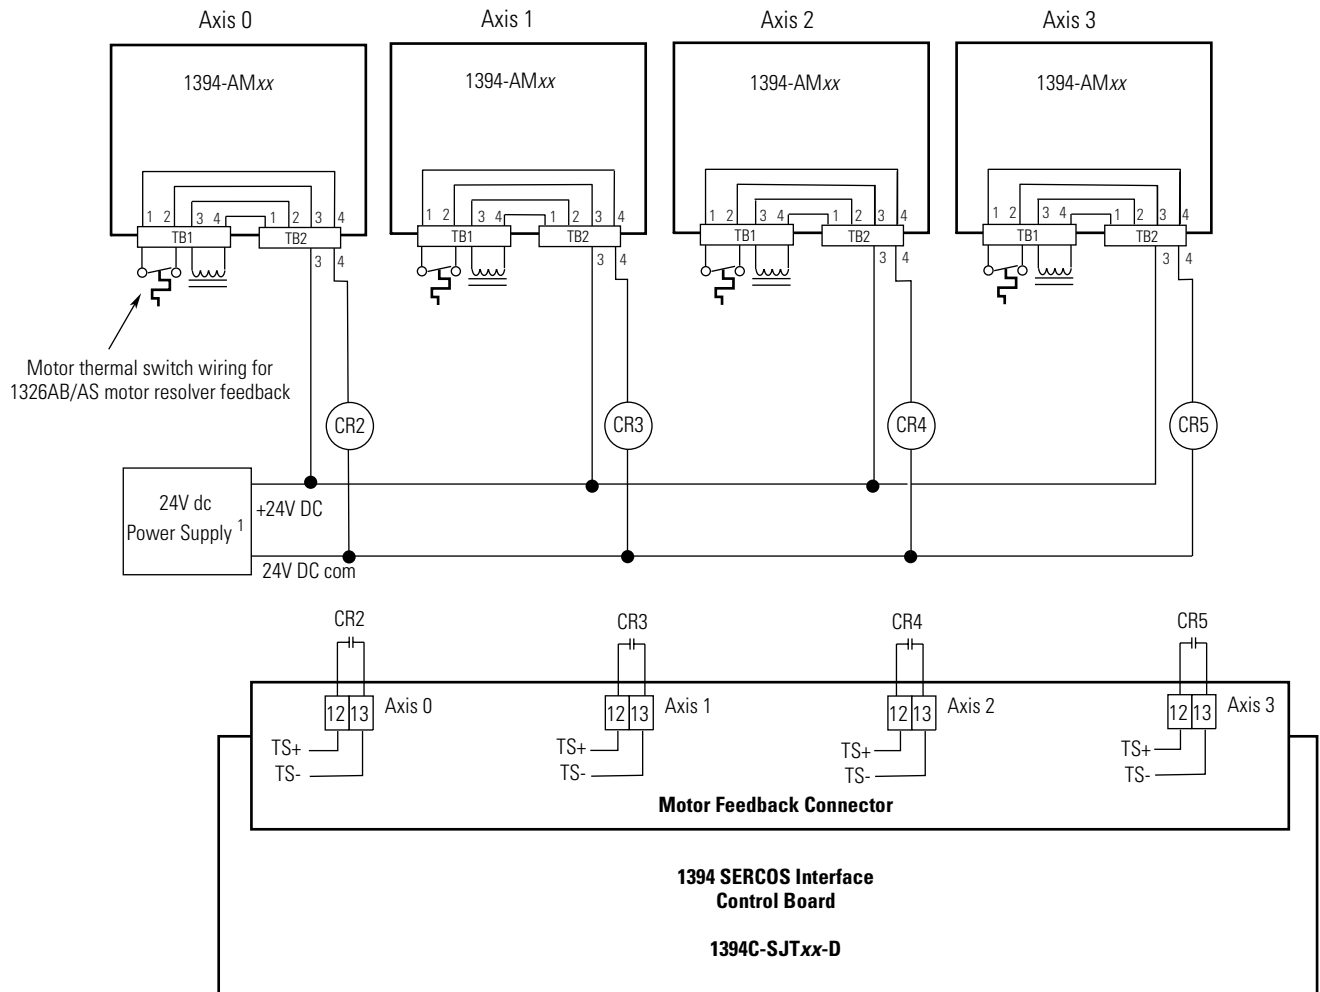 Axis 0
Axis 1
Axis 2
Axis 3
1394-AMxx
1394-AMxx
1394-AMxx
1394-AMxx
1 2 3 4 1 2 3 4
1 2 3 4 1 2 3 4
1 2 3 4 1 2 3 4
1 2 3 4 1 2 3 4
TB1 TB2
TB1 TB2
TB1 TB2
TB1 TB2
3 4
3 4
3 4
3 4
Motor thermal switch wiring for
1326AB/AS motor resolver feedback
CR2
CR3
CR4
CR5
24V dc
Power Supply 1
+24V DC
24V DC com
CR2
CR3
CR4
CR5
12 13 Axis 0
12 13 Axis 1
12 13 Axis 2
12 13 Axis 3
TS+
TS-
TS+
TS-
TS+
TS-
TS+
TS-
Motor Feedback Connector
1394 SERCOS Interface
Control Board
1394C-SJTxx-D